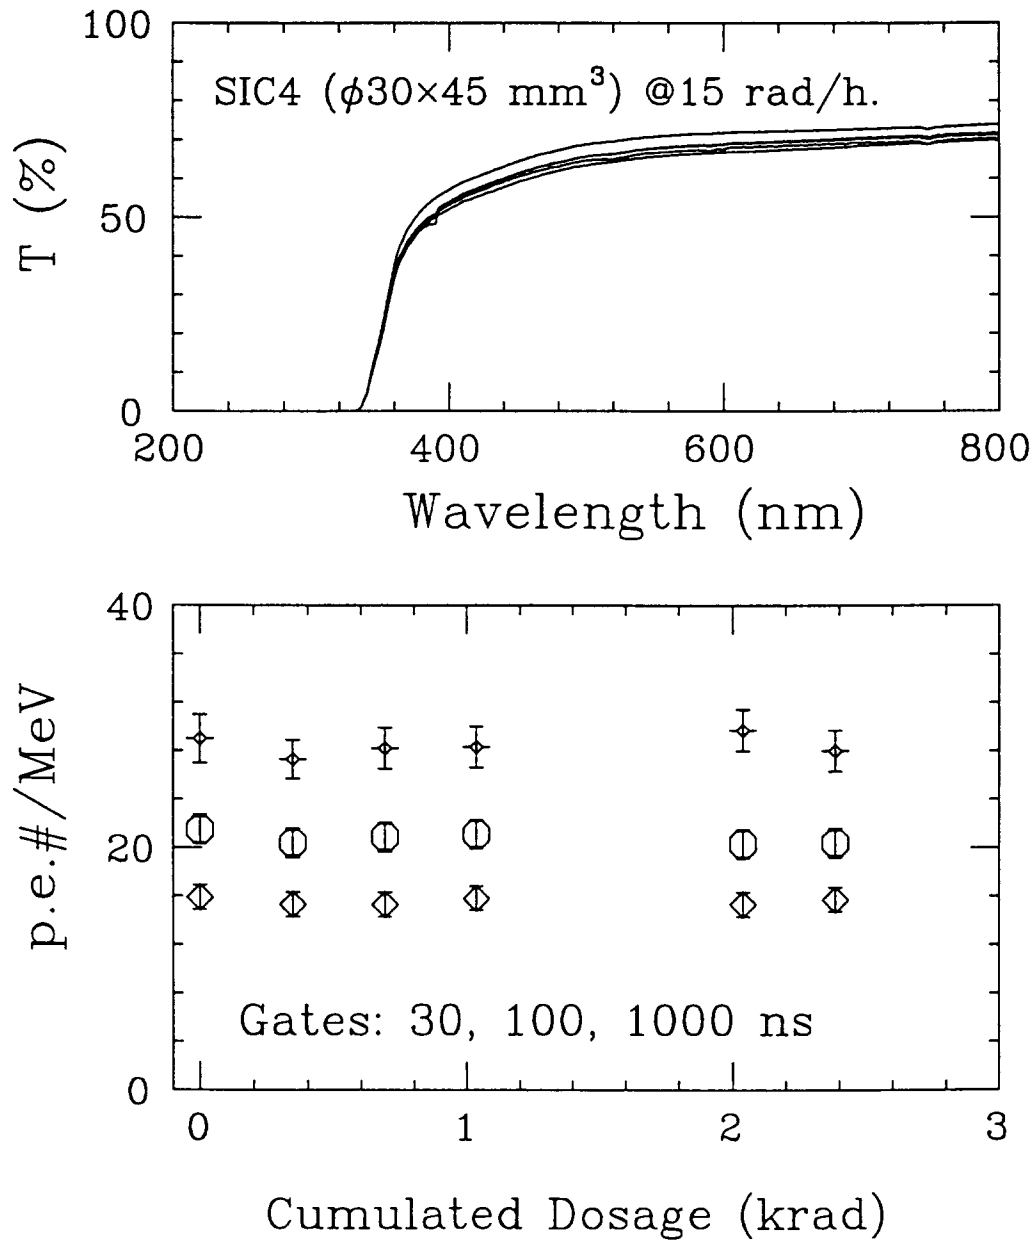 100
SIC4 (ϕ30×45 mm³) @15 rad/h.
T (%)
50
0
200 400 600 800
Wavelength (nm)
40
p.e.#/MeV
20
Gates: 30, 100, 1000 ns
0
0 1 2 3
Cumulated Dosage (krad)